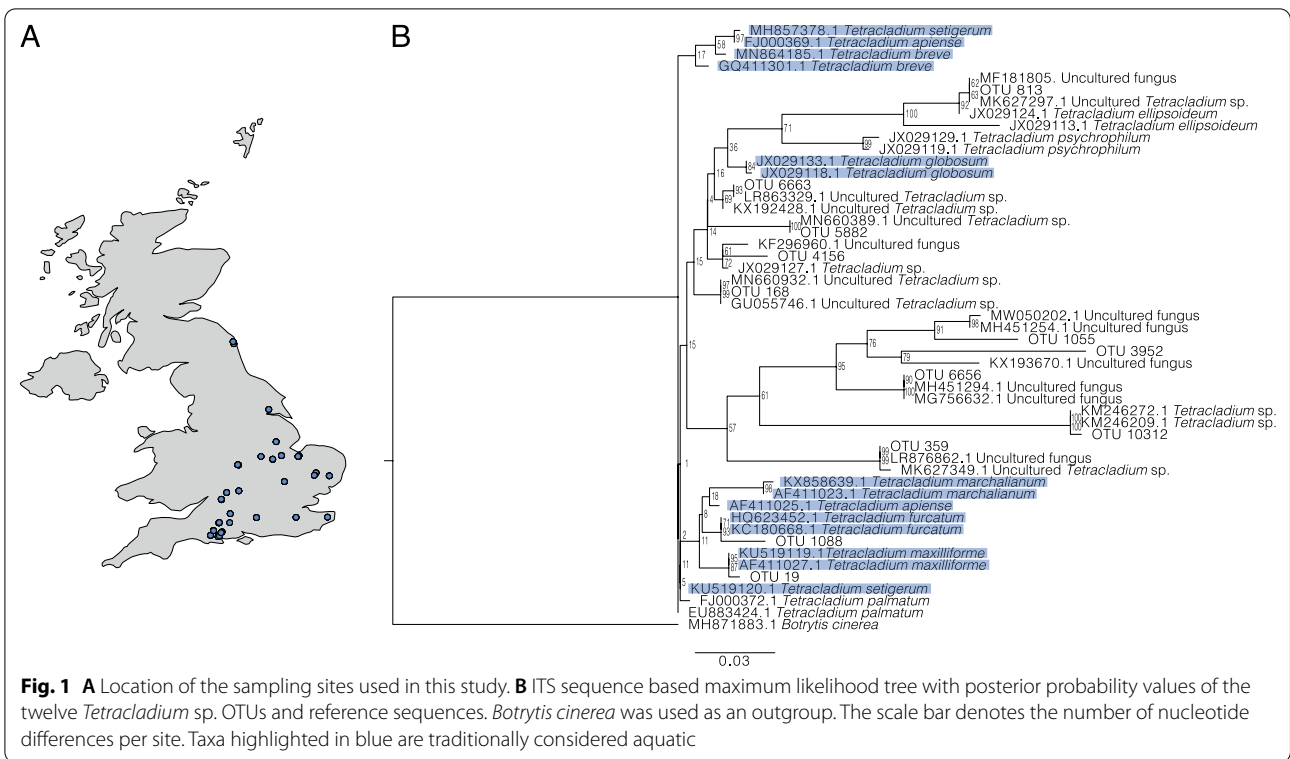 A
B
MH857378.1 Tetracladium setigerum
97
FJ000369.1 Tetracladium apiense
58
MN864185.1 Tetracladium breve
17
GQ411301.1 Tetracladium breve
MF181805. Uncultured fungus
62
OTU 813
63
MK627297.1 Uncultured Tetracladium sp.
92
JX029124.1 Tetracladium ellipsoideum
100
JX029113.1 Tetracladium ellipsoideum
71
JX029129.1 Tetracladium psychrophilum
99
JX029119.1 Tetracladium psychrophilum
36
JX029133.1 Tetracladium globosum
84
JX029118.1 Tetracladium globosum
16
OTU 6663
93
LR863329.1 Uncultured Tetracladium sp.
69
4
KX192428.1 Uncultured Tetracladium sp.
MN660389.1 Uncultured Tetracladium sp.
100
14
OTU 5882
KF296960.1 Uncultured fungus
61
OTU 4156
72
15
JX029127.1 Tetracladium sp.
MN660932.1 Uncultured Tetracladium sp.
97
OTU 168
99
GU055746.1 Uncultured Tetracladium sp.
MW050202.1 Uncultured fungus
98
MH451254.1 Uncultured fungus
91
OTU 1055
76
15
OTU 3952
79
KX193670.1 Uncultured fungus
95
OTU 6656
90
MH451294.1 Uncultured fungus
100
MG756632.1 Uncultured fungus
61
KM246272.1 Tetracladium sp.
100
KM246209.1 Tetracladium sp.
100
57
OTU 10312
OTU 359
99
LR876862.1 Uncultured fungus
99
1
MK627349.1 Uncultured Tetracladium sp.
KX858639.1 Tetracladium marchalianum
98
AF411023.1 Tetracladium marchalianum
18
AF411025.1 Tetracladium apiense
8
HQ623452.1 Tetracladium furcatum
71
KC180668.1 Tetracladium furcatum
93
2
11
OTU 1088
KU519119.1 Tetracladium maxilliforme
95
AF411027.1 Tetracladium maxilliforme
87
11
OTU 19
5
KU519120.1 Tetracladium setigerum
FJ000372.1 Tetracladium palmatum
EU883424.1 Tetracladium palmatum
MH871883.1 Botrytis cinerea
0.03
Fig. 1 A Location of the sampling sites used in this study. B ITS sequence based maximum likelihood tree with posterior probability values of the
twelve Tetracladium sp. OTUs and reference sequences. Botrytis cinerea was used as an outgroup. The scale bar denotes the number of nucleotide
differences per site. Taxa highlighted in blue are traditionally considered aquatic